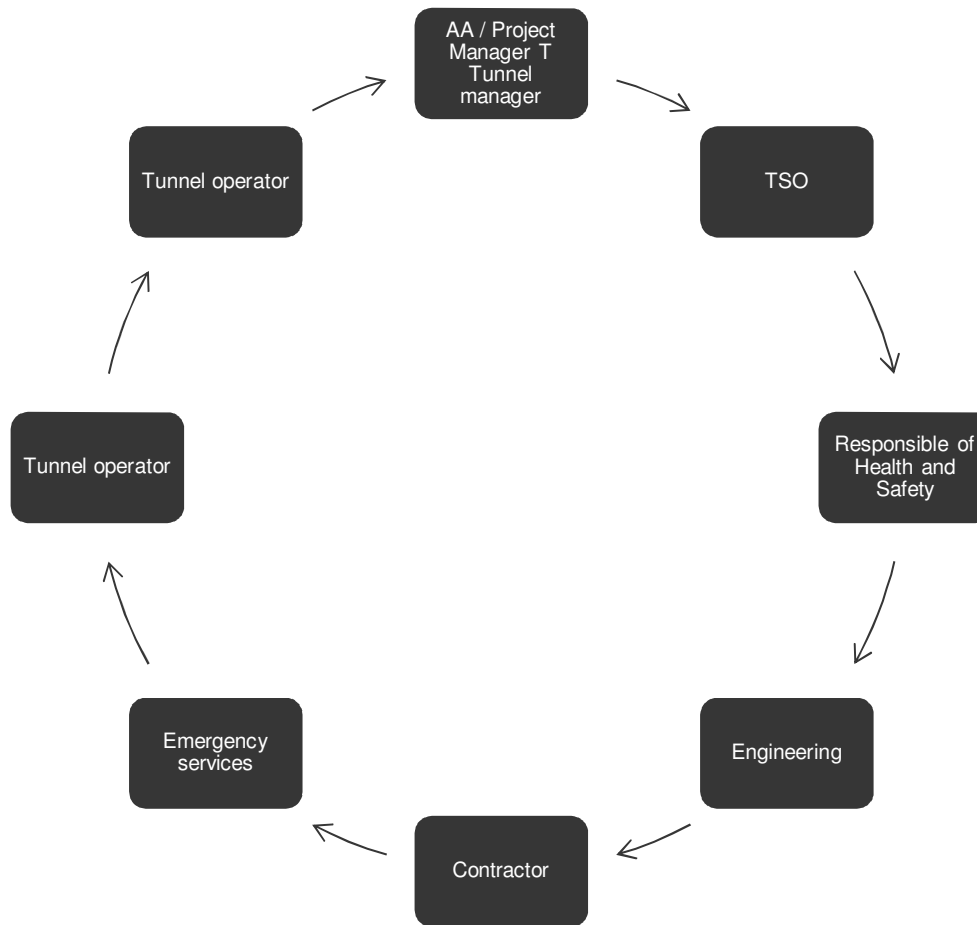 AA / Project
Manager T
Tunnel
manager
TSO
Responsible of
Health and
Safety
Engineering
Contractor
Emergency
services
Tunnel operator
Tunnel operator